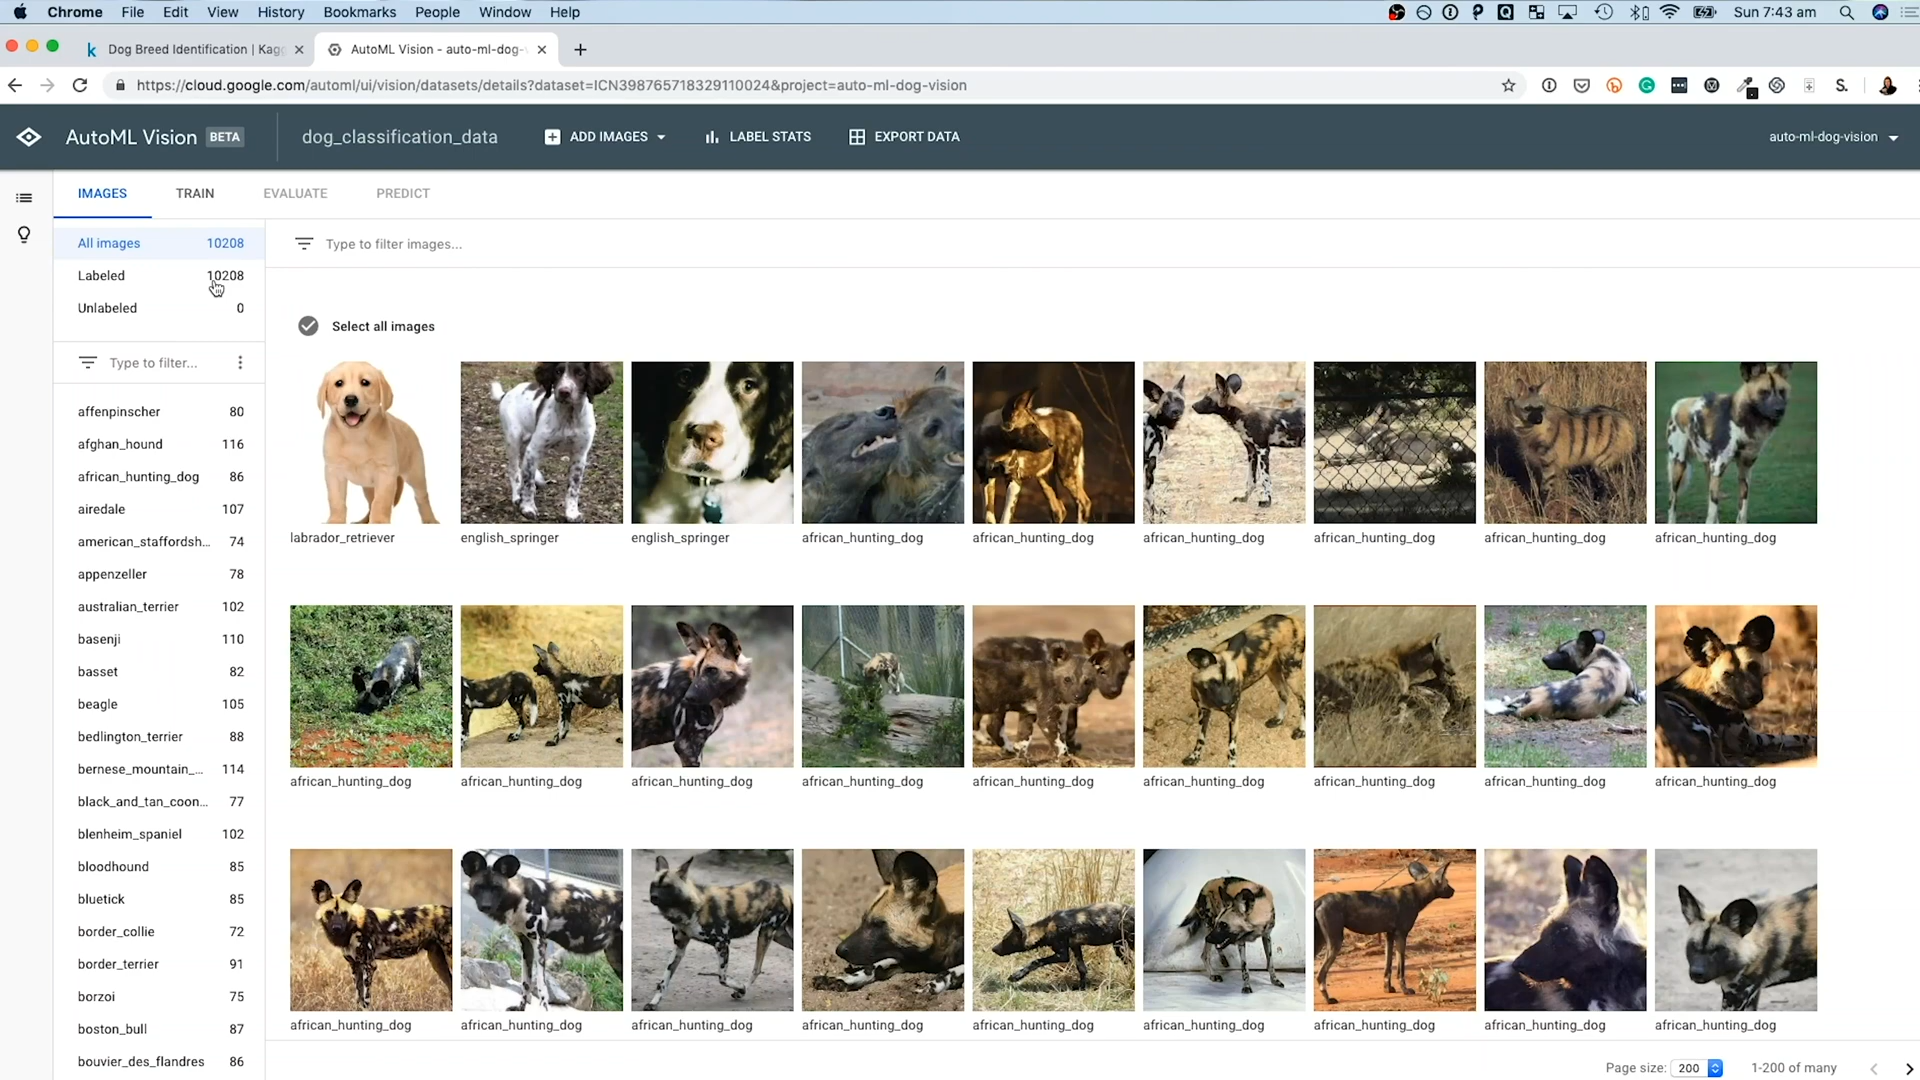 Chrome File Edit View History Bookmarks People Window Help Sun 7:43 am
Dog Breed Identification | Kagg AutoML Vision - auto-ml-dog-
https://cloud.google.com/automl/ui/vision/datasets/details?dataset=ICN398765718329110024&project=auto-ml-dog-vision
AutoML Vision BETA dog_classification_data ADD IMAGES LABEL STATS EXPORT DATA auto-ml-dog-vision
IMAGES TRAIN EVALUATE PREDICT
All images 10208
Labeled 10208
Unlabeled 0
Type to filter images...
Select all images
Type to filter...
affenpinscher 80
afghan_hound 116
african_hunting_dog 86
airedale 107
american_staffordsh... 74
appenzeller 78
australian_terrier 102
basenji 110
basset 82
beagle 105
bedlington_terrier 88
bernese_mountain_... 114
black_and_tan_coon... 77
blenheim_spaniel 102
bloodhound 85
bluetick 85
border_collie 72
border_terrier 91
borzoi 75
boston_bull 87
bouvier_des_flandres 86
labrador_retriever english_springer english_springer african_hunting_dog african_hunting_dog african_hunting_dog african_hunting_dog african_hunting_dog african_hunting_dog
african_hunting_dog african_hunting_dog african_hunting_dog african_hunting_dog african_hunting_dog african_hunting_dog african_hunting_dog african_hunting_dog african_hunting_dog
african_hunting_dog african_hunting_dog african_hunting_dog african_hunting_dog african_hunting_dog african_hunting_dog african_hunting_dog african_hunting_dog african_hunting_dog
Page size: 200 1-200 of many